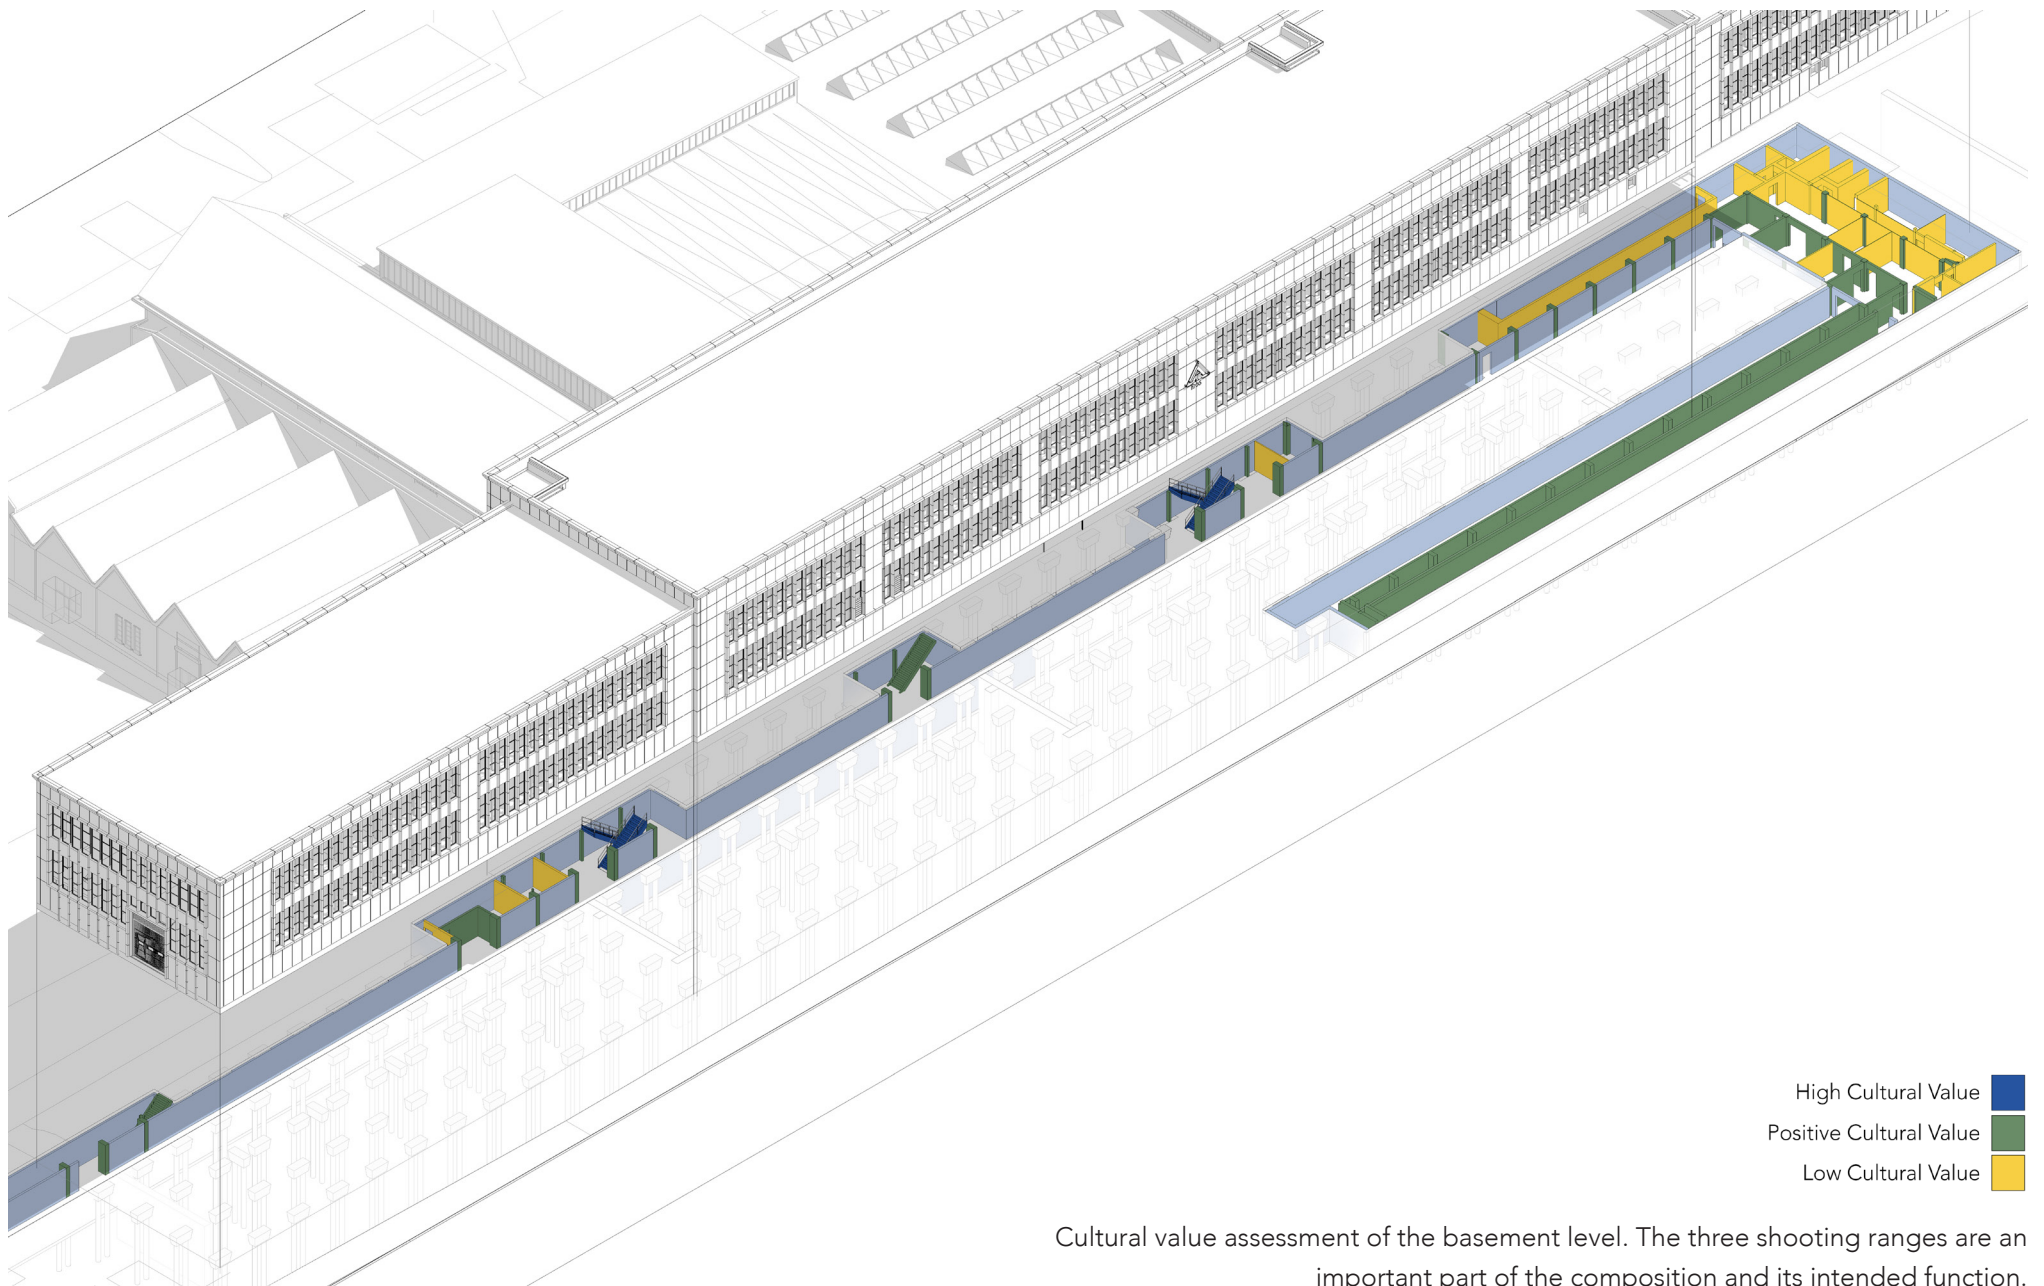 High Cultural Value
Positive Cultural Value
Low Cultural Value
Cultural value assessment of the basement level. The three shooting ranges are an
important part of the composition and its intended function.